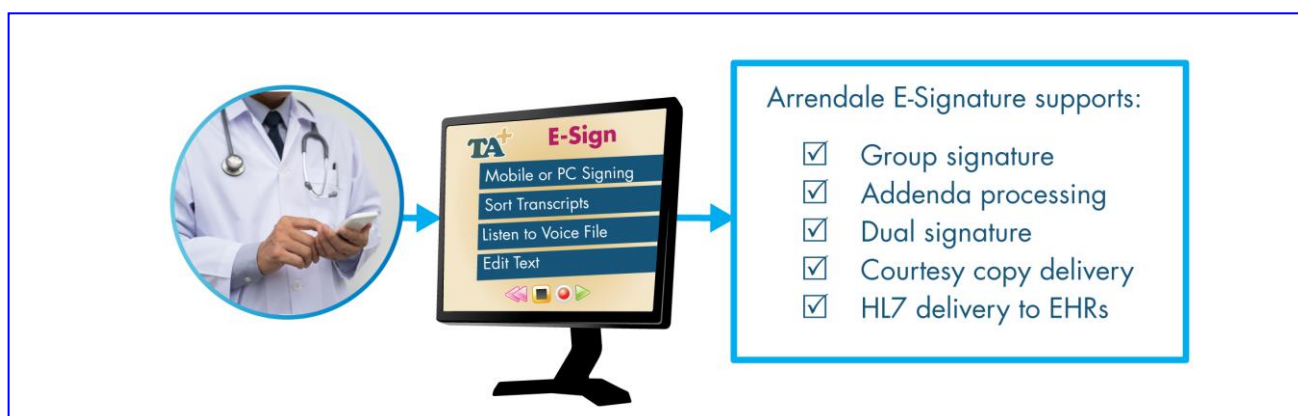 TA+ E-Sign
Mobile or PC Signing
Sort Transcripts
Listen to Voice File
Edit Text
Arrendale E-Signature supports:
☑ Group signature
☑ Addenda processing
☑ Dual signature
☑ Courtesy copy delivery
☑ HL7 delivery to EHRs